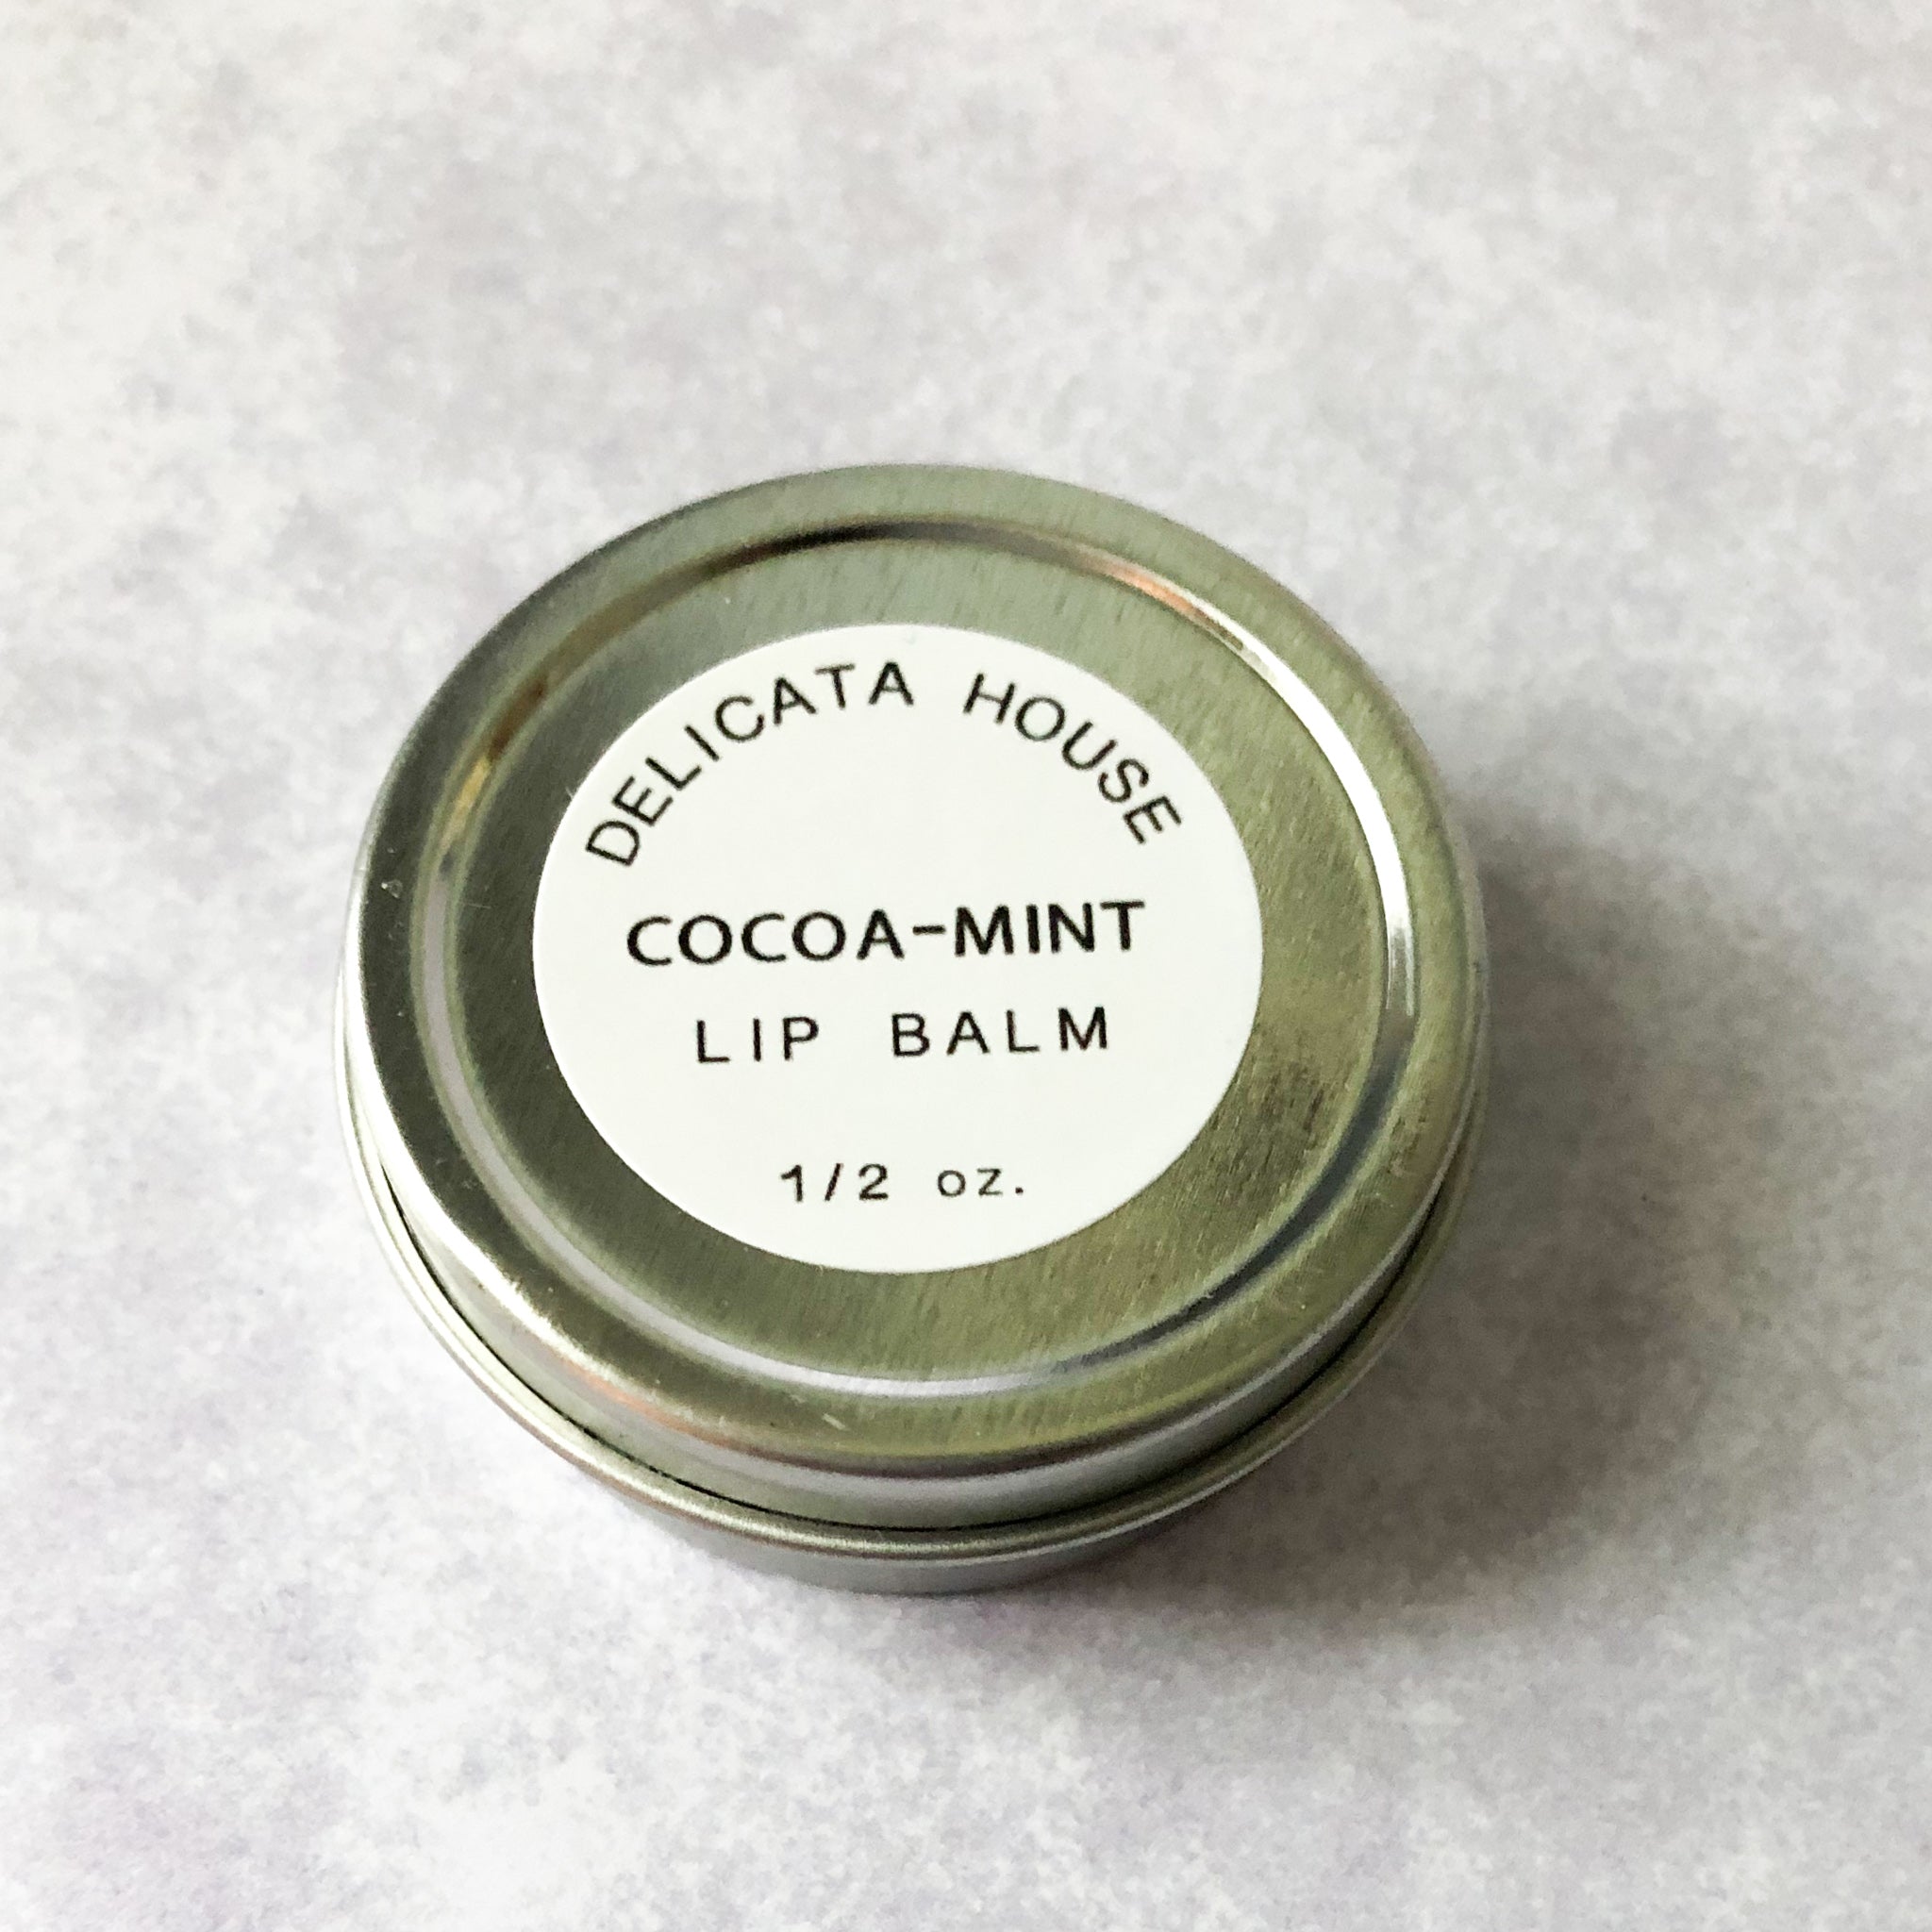 DELICATA HOUSE
COCOA-MINT
LIP BALM
1/2 oz.